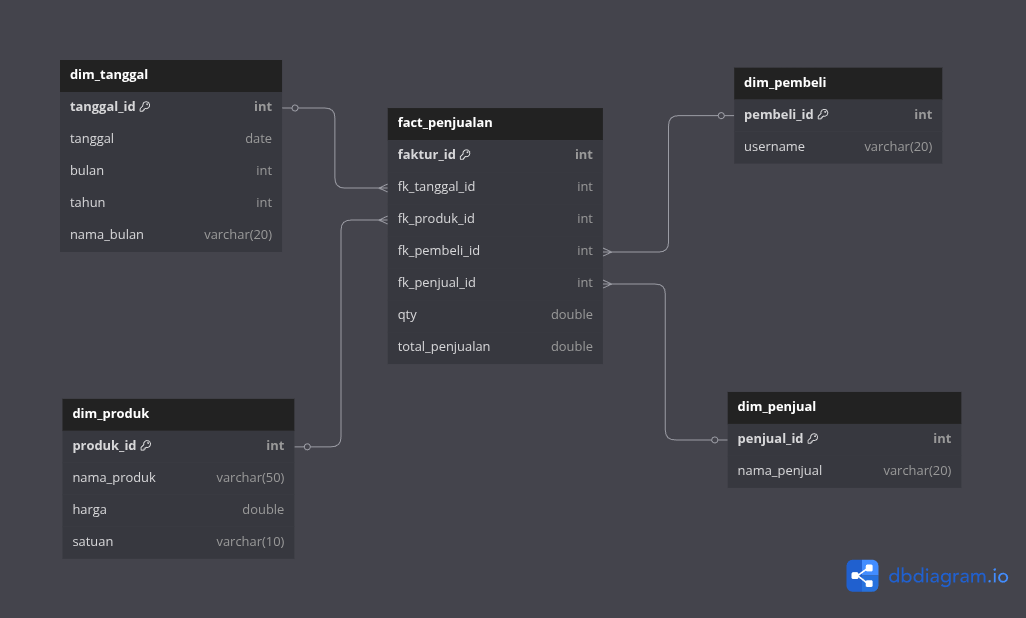 dim_tanggal
tanggal_id int
tanggal date
bulan int
tahun int
nama_bulan varchar(20)
fact_penjualan
faktur_id int
fk_tanggal_id int
fk_produk_id int
fk_pembeli_id int
fk_penjual_id int
qty double
total_penjualan double
dim_pembeli
pembeli_id int
username varchar(20)
dim_produk
produk_id int
nama_produk varchar(50)
harga double
satuan varchar(10)
dim_penjual
penjual_id int
nama_penjual varchar(20)
dbdiagram.io